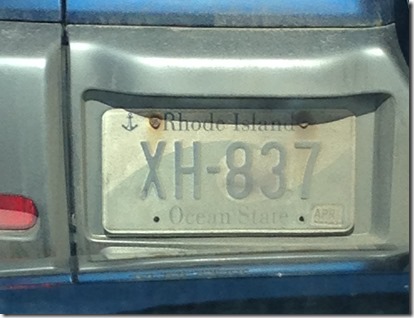 Rhode Island
XH-837
Ocean State
APR